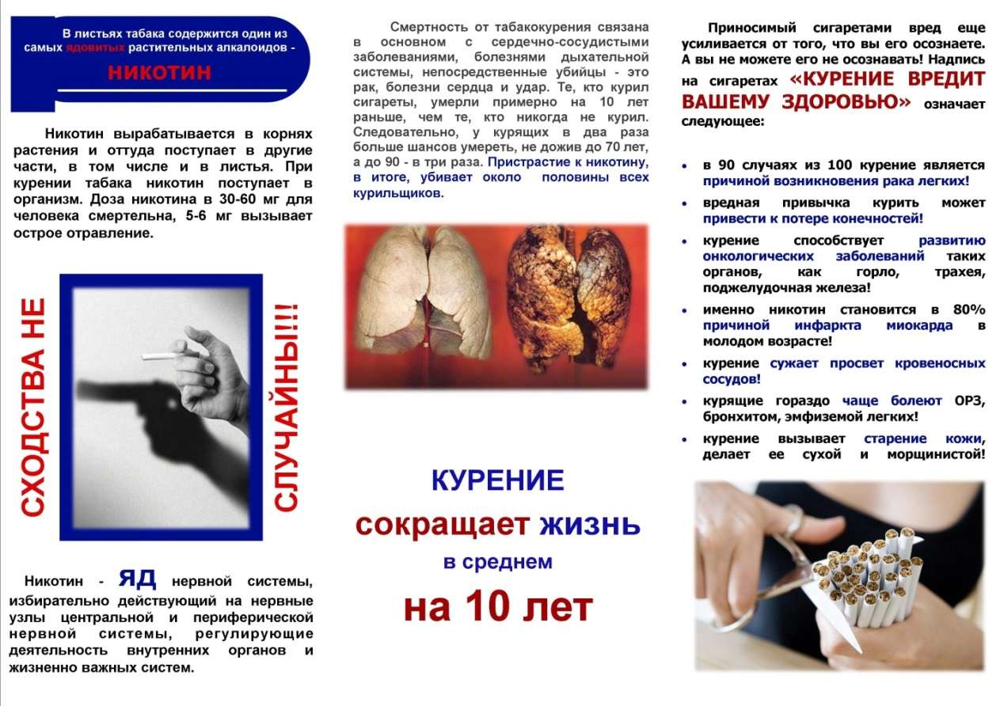 В листьях табака содержится один из
самых ядовитых растительных алкалоидов -
НИКОТИН
Никотин вырабатывается в корнях
растения и оттуда поступает в другие
части, в том числе и в листья. При
курении табака никотин поступает в
организм. Доза никотина в 30-60 мг для
человека смертельна, 5-6 мг вызывает
острое отравление.
СХОДСТВА НЕ
СЛУЧАЙНЫ!!!
Никотин - ЯД нервной системы,
избирательно действующий на нервные
узлы центральной и периферической
нервной системы, регулирующие
деятельность внутренних органов и
жизненно важных систем.
Смертность от табакокурения связана
в основном с сердечно-сосудистыми
заболеваниями, болезнями дыхательной
системы, непосредственные убийцы - это
рак, болезни сердца и удар. Те, кто курил
сигареты, умерли примерно на 10 лет
раньше, чем те, кто никогда не курил.
Следовательно, у курящих в два раза
больше шансов умереть, не дожив до 70 лет,
а до 90 - в три раза. Пристрастие к никотину,
в итоге, убивает около половины всех
курильщиков.
КУРЕНИЕ
сокращает жизнь
в среднем
на 10 лет
Приносимый сигаретами вред еще
усиливается от того, что вы его осознаете.
А вы не можете его не осознавать! Надпись
на сигаретах «КУРЕНИЕ ВРЕДИТ
ВАШЕМУ ЗДОРОВЬЮ» означает
следующее:
• в 90 случаях из 100 курение является
причиной возникновения рака легких!
• вредная привычка курить может
привести к потере конечностей!
• курение способствует развитию
онкологических заболеваний таких
органов, как горло, трахея,
поджелудочная железа!
• именно никотин становится в 80%
причиной инфаркта миокарда в
молодом возрасте!
• курение сужает просвет кровеносных
сосудов!
• курящие гораздо чаще болеют ОРЗ,
бронхитом, эмфиземой легких!
• курение вызывает старение кожи,
делает ее сухой и морщинистой!